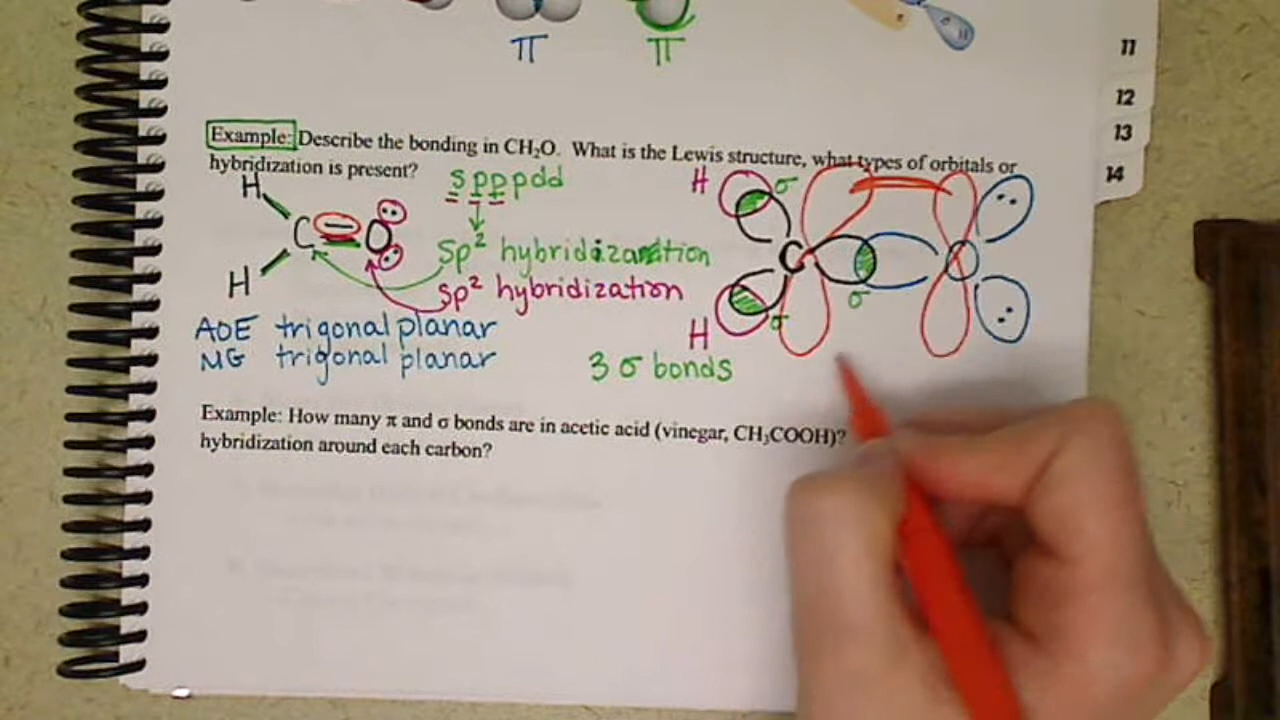 π π
11
12
13
14
Example: Describe the bonding in CH₂O. What is the Lewis structure, what types of orbitals or
hybridization is present?
s p p p d d
H
C = O
H
sp² hybridization
sp² hybridization
AOE trigonal planar
MG trigonal planar
H σ
C σ O
H σ
3 σ bonds
Example: How many π and σ bonds are in acetic acid (vinegar, CH₃COOH)?
hybridization around each carbon?